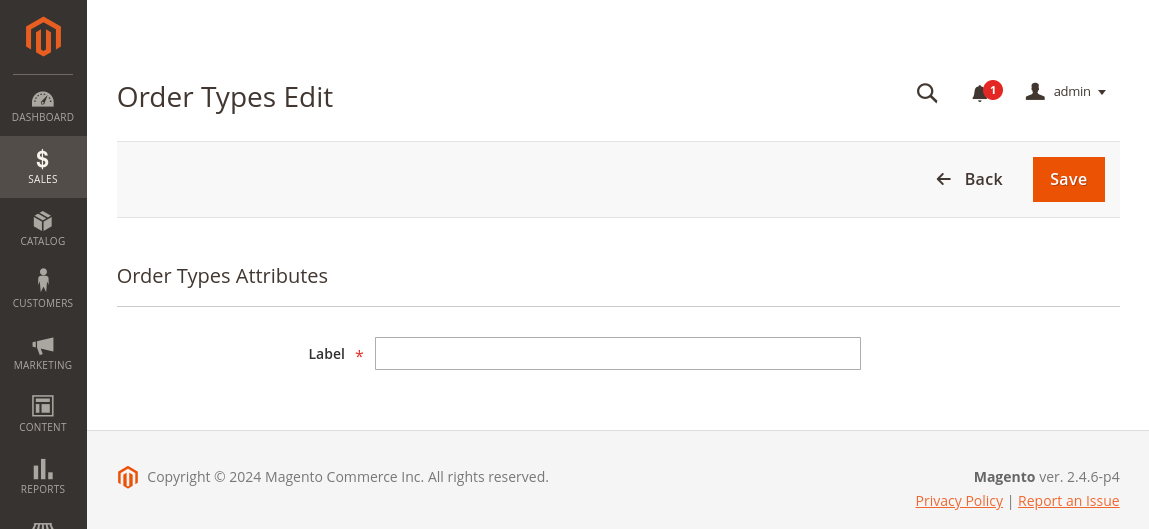 Order Types Edit
1
admin
DASHBOARD
SALES
CATALOG
CUSTOMERS
MARKETING
CONTENT
REPORTS
Back
Save
Order Types Attributes
Label *
Copyright © 2024 Magento Commerce Inc. All rights reserved.
Magento ver. 2.4.6-p4
Privacy Policy | Report an Issue